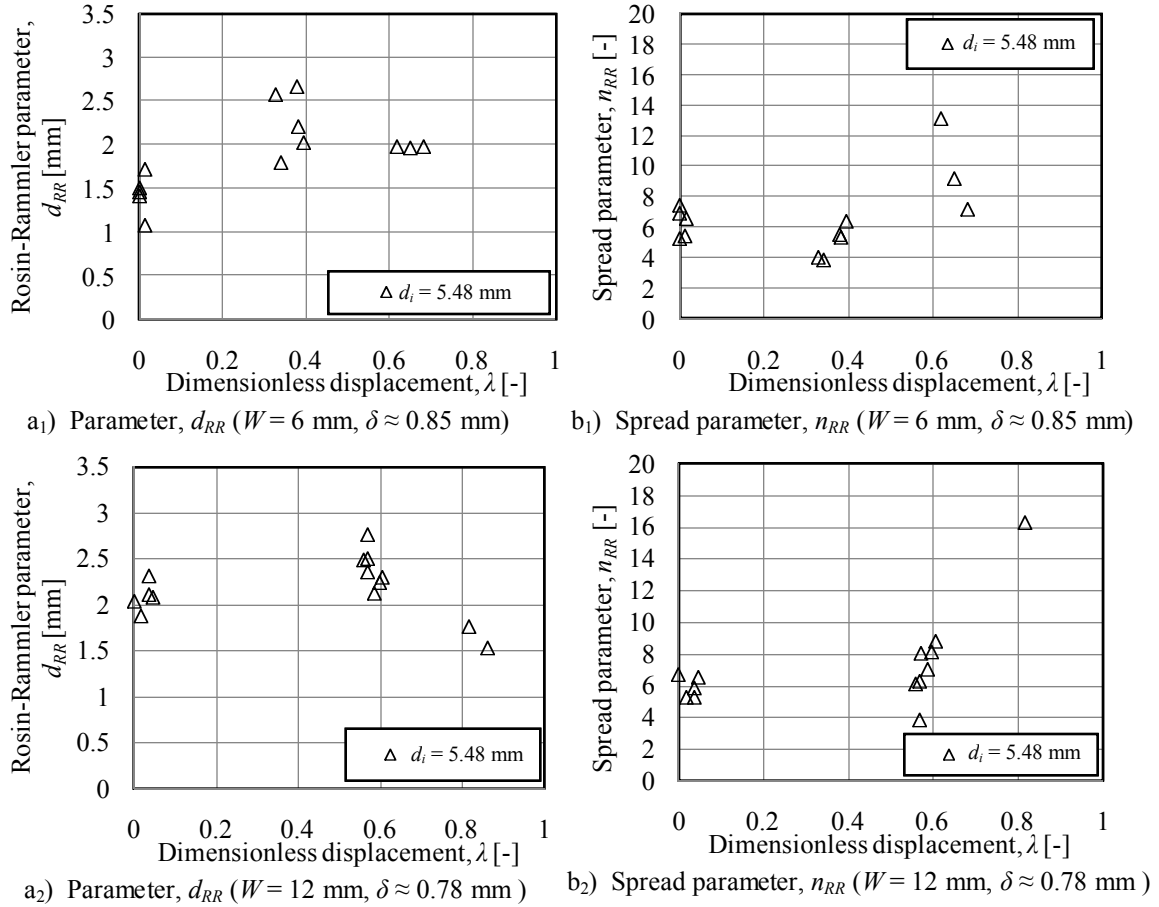 3.5
3
2.5
2
1.5
1
0.5
0
Rosin-Rammler parameter,
d_RR [mm]
△ d_i = 5.48 mm
0 0.2 0.4 0.6 0.8 1
Dimensionless displacement, λ [-]
a₁) Parameter, d_RR (W = 6 mm, δ ≈ 0.85 mm)
20
18
16
14
12
10
8
6
4
2
0
Spread parameter, n_RR [-]
△ d_i = 5.48 mm
0 0.2 0.4 0.6 0.8 1
Dimensionless displacement, λ [-]
b₁) Spread parameter, n_RR (W = 6 mm, δ ≈ 0.85 mm)
3.5
3
2.5
2
1.5
1
0.5
0
Rosin-Rammler parameter,
d_RR [mm]
△ d_i = 5.48 mm
0 0.2 0.4 0.6 0.8 1
Dimensionless displacement, λ [-]
a₂) Parameter, d_RR (W = 12 mm, δ ≈ 0.78 mm )
20
18
16
14
12
10
8
6
4
2
0
Spread parameter, n_RR [-]
△ d_i = 5.48 mm
0 0.2 0.4 0.6 0.8 1
Dimensionless displacement, λ [-]
b₂) Spread parameter, n_RR (W = 12 mm, δ ≈ 0.78 mm )